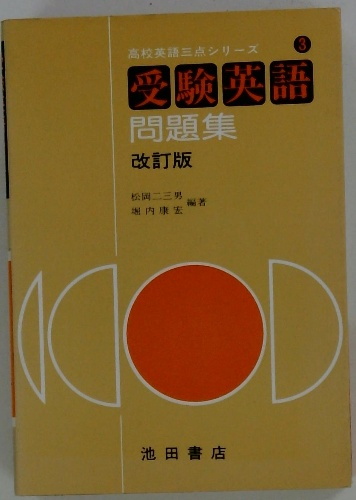 高校英語三点シリーズ 3
受験英語
問題集
改訂版
松岡二三男
堀内康宏
編著
池田書店